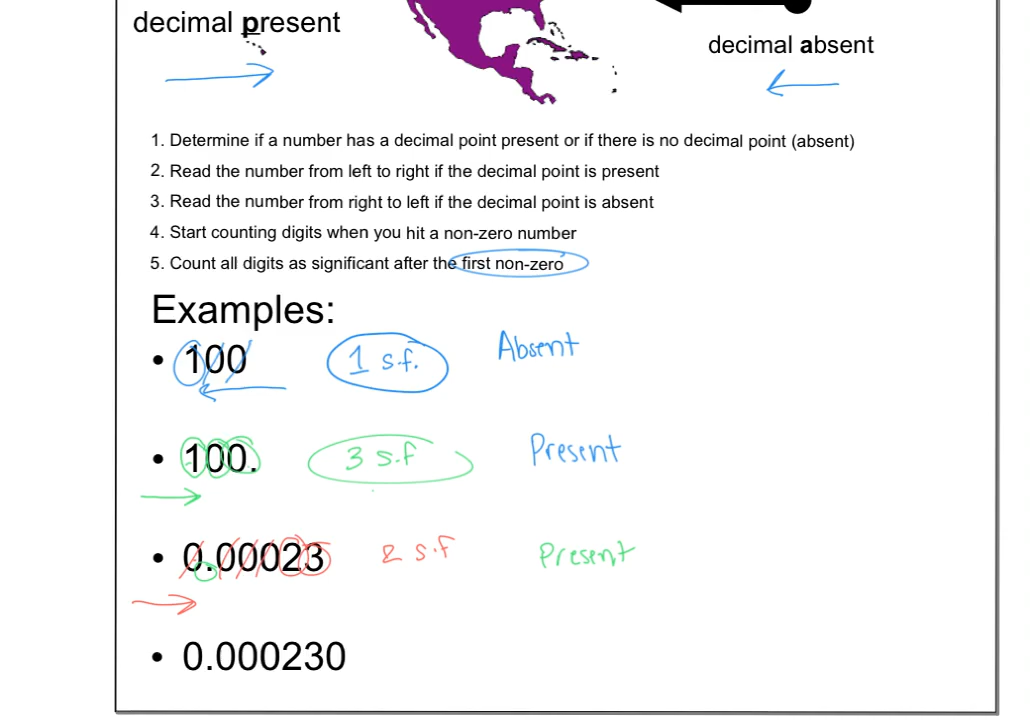 decimal present
decimal absent
1. Determine if a number has a decimal point present or if there is no decimal point (absent)
2. Read the number from left to right if the decimal point is present
3. Read the number from right to left if the decimal point is absent
4. Start counting digits when you hit a non-zero number
5. Count all digits as significant after the first non-zero
Examples:
• 100 1 s.f. Absent
• 100. 3 s.f Present
• 0.00023 2 s.f Present
• 0.000230